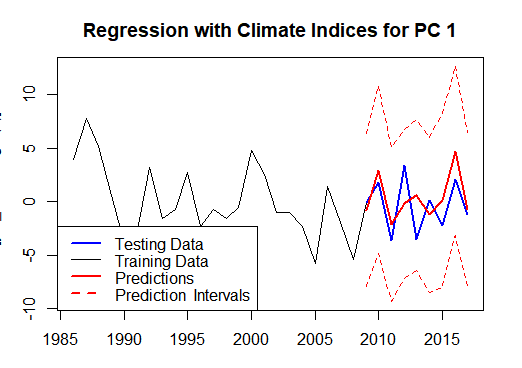 Regression with Climate Indices for PC 1
10
5
0
-5
-10
Testing Data
Training Data
Predictions
Prediction Intervals
1985 1990 1995 2000 2005 2010 2015